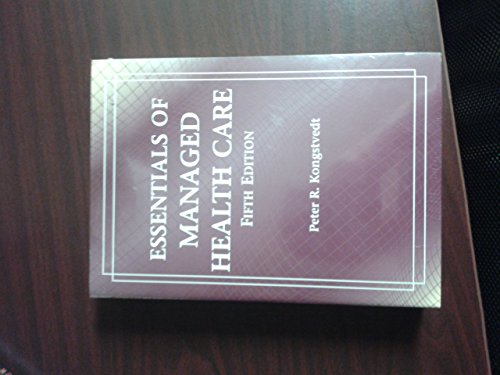 ESSENTIALS OF
MANAGED
HEALTH CARE
FIFTH EDITION
Peter R. Kongstvedt